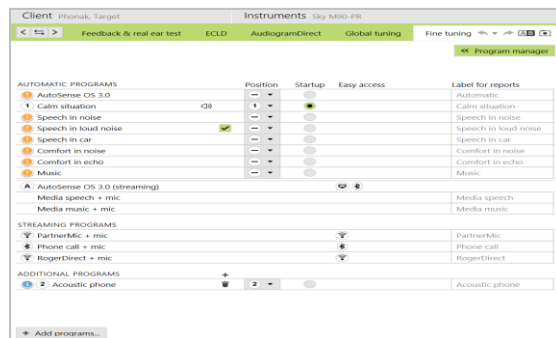 Client Phonak, Target Instruments Sky M90-PR
< > Feedback & real ear test ECLD AudiogramDirect Global tuning Fine tuning AB
« Program manager
AUTOMATIC PROGRAMS Position Startup Easy access Label for reports
AutoSense OS 3.0 – Automatic
1 Calm situation 1 Calm situation
Speech in noise – Speech in noise
Speech in loud noise – Speech in loud noise
Speech in car – Speech in car
Comfort in noise – Comfort in noise
Comfort in echo – Comfort in echo
Music – Music
A AutoSense OS 3.0 (streaming)
Media speech + mic Media speech
Media music + mic Media music
STREAMING PROGRAMS
PartnerMic + mic PartnerMic
Phone call + mic Phone call
RogerDirect + mic RogerDirect
ADDITIONAL PROGRAMS +
i 2 Acoustic phone 2 Acoustic phone
+ Add programs...